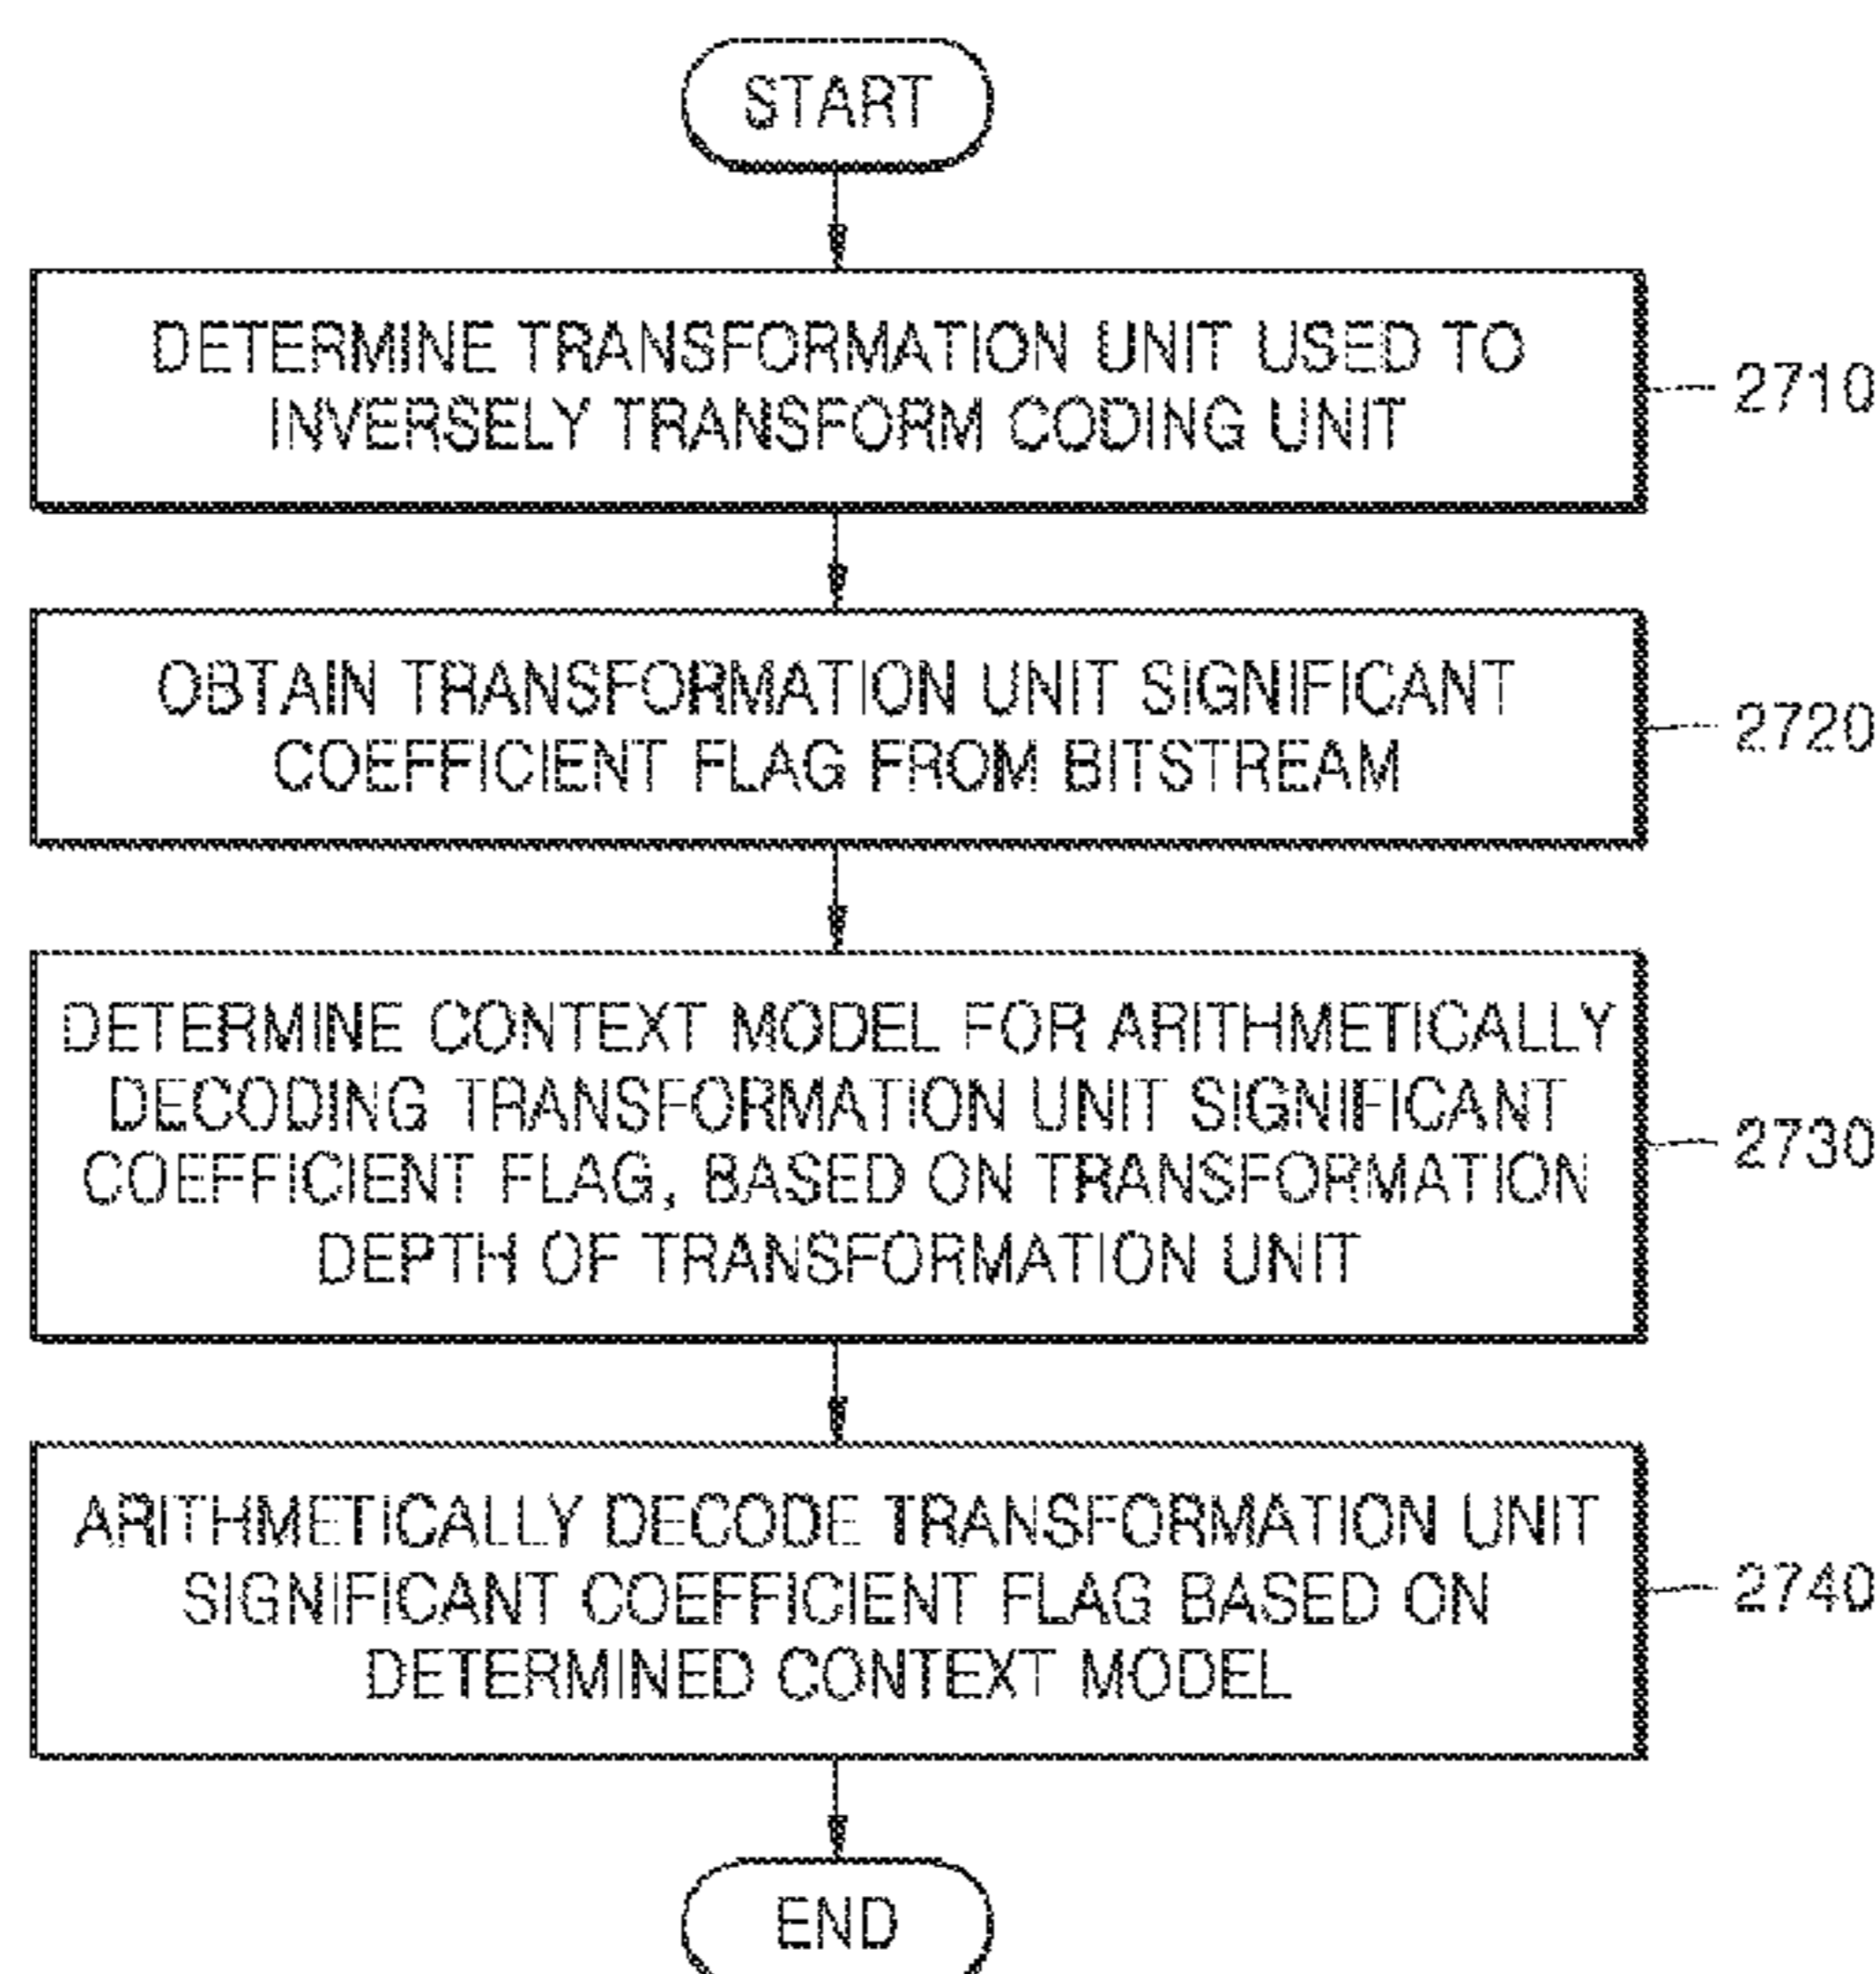 START
DETERMINE TRANSFORMATION UNIT USED TO
INVERSELY TRANSFORM CODING UNIT
2710
OBTAIN TRANSFORMATION UNIT SIGNIFICANT
COEFFICIENT FLAG FROM BITSTREAM
2720
DETERMINE CONTEXT MODEL FOR ARITHMETICALLY
DECODING TRANSFORMATION UNIT SIGNIFICANT
COEFFICIENT FLAG, BASED ON TRANSFORMATION
DEPTH OF TRANSFORMATION UNIT
2730
ARITHMETICALLY DECODE TRANSFORMATION UNIT
SIGNIFICANT COEFFICIENT FLAG BASED ON
DETERMINED CONTEXT MODEL
2740
END